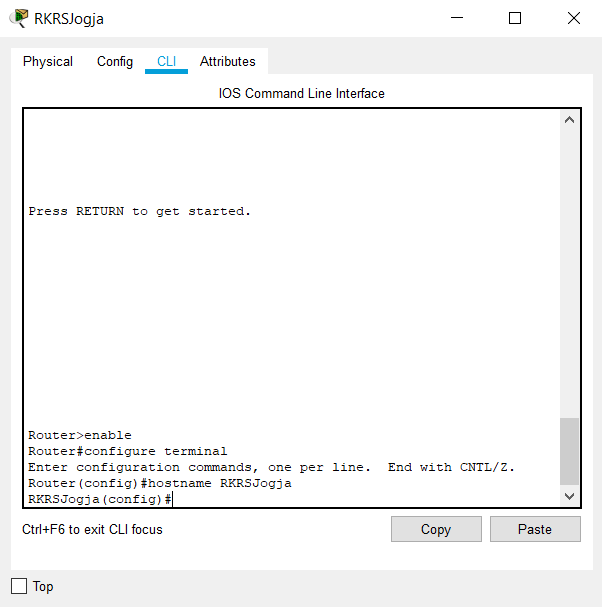 RKRSJogja
Physical Config CLI Attributes
IOS Command Line Interface
Press RETURN to get started.
Router>enable
Router#configure terminal
Enter configuration commands, one per line.  End with CNTL/Z.
Router(config)#hostname RKRSJogja
RKRSJogja(config)#
Ctrl+F6 to exit CLI focus
Copy Paste
Top